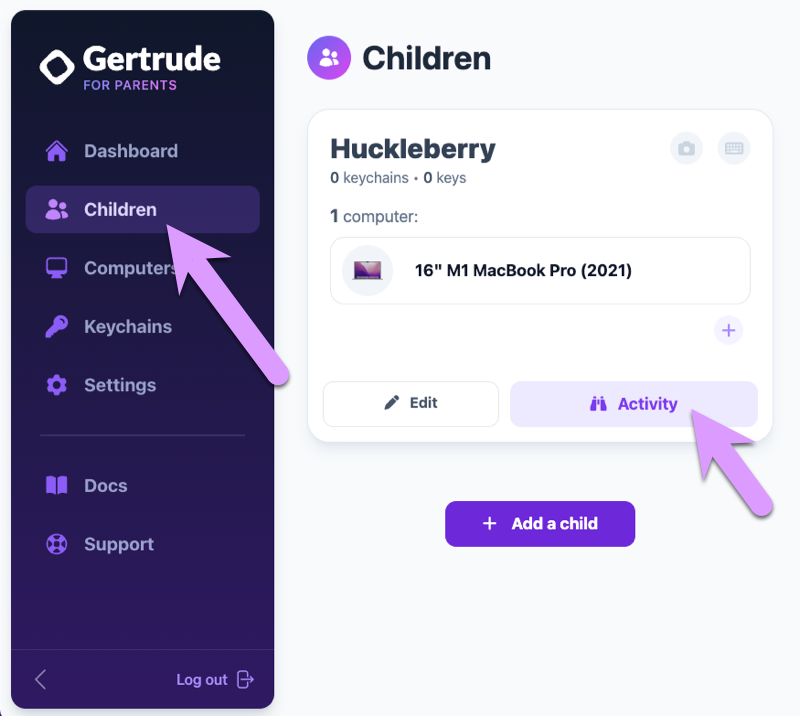 Gertrude
FOR PARENTS
Dashboard
Children
Computers
Keychains
Settings
Docs
Support
Log out
Children
Huckleberry
0 keychains • 0 keys
1 computer:
16" M1 MacBook Pro (2021)
Edit
Activity
Add a child